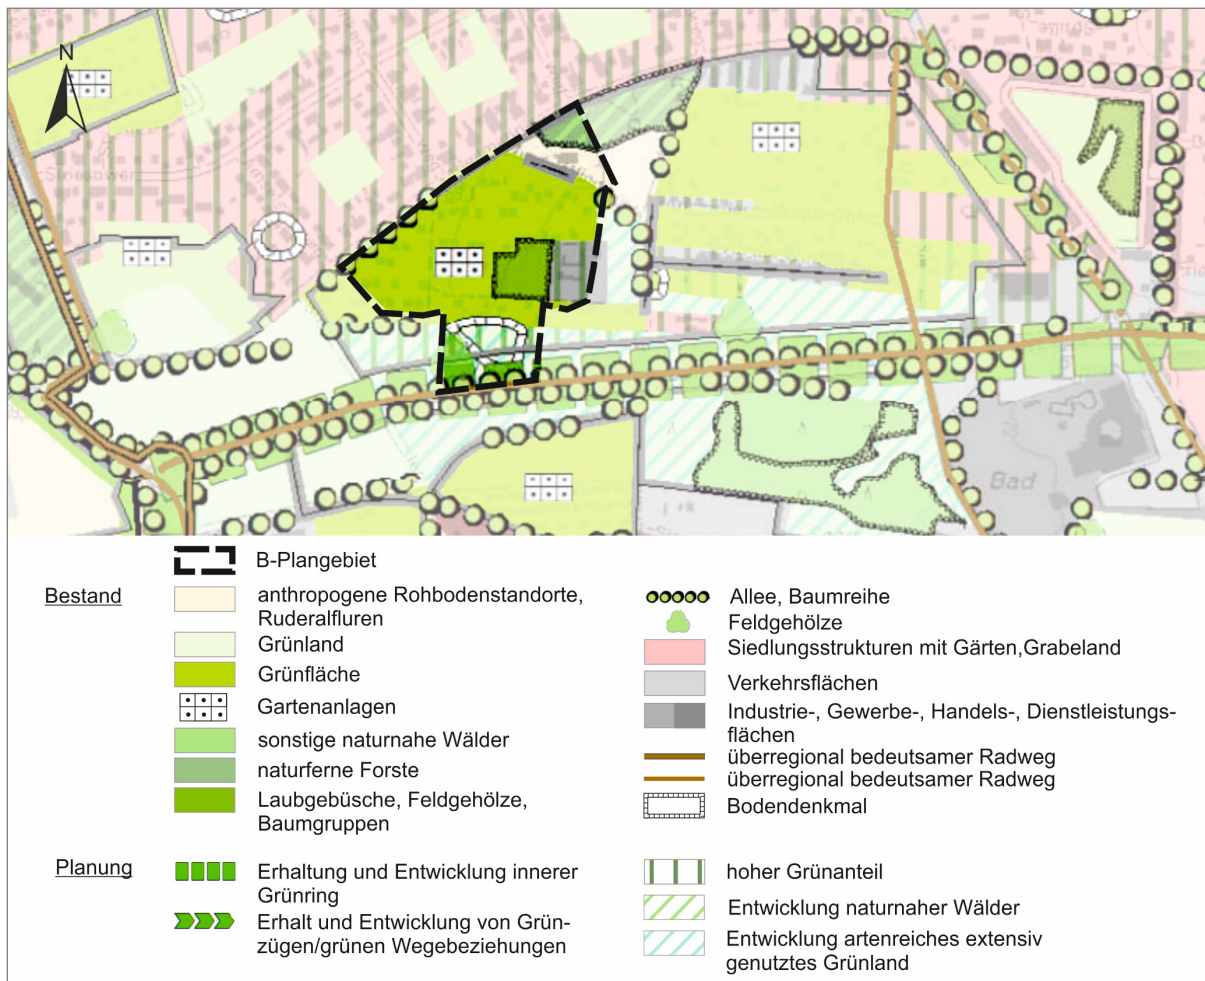 N
Striesower
Bad
B-Plangebiet
Bestand
anthropogene Rohbodenstandorte,
Ruderalfluren
Grünland
Grünfläche
Gartenanlagen
sonstige naturnahe Wälder
naturferne Forste
Laubgebüsche, Feldgehölze,
Baumgruppen
Allee, Baumreihe
Feldgehölze
Siedlungsstrukturen mit Gärten,Grabeland
Verkehrsflächen
Industrie-, Gewerbe-, Handels-, Dienstleistungs-
flächen
überregional bedeutsamer Radweg
überregional bedeutsamer Radweg
Bodendenkmal
Planung
Erhaltung und Entwicklung innerer
Grünring
Erhalt und Entwicklung von Grün-
zügen/grünen Wegebeziehungen
hoher Grünanteil
Entwicklung naturnaher Wälder
Entwicklung artenreiches extensiv
genutztes Grünland